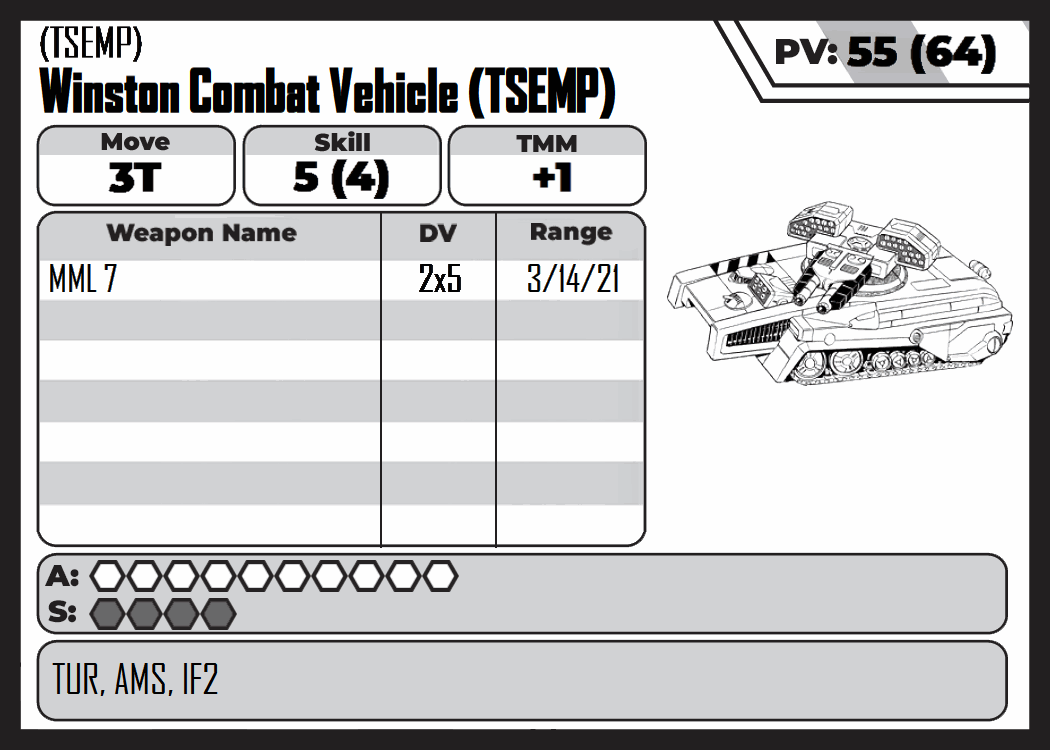 (TSEMP)
Winston Combat Vehicle (TSEMP)
PV: 55 (64)
Move Skill TMM
3T 5 (4) +1
Weapon Name DV Range
MML 7 2x5 3/14/21
A:
S:
TUR, AMS, IF2